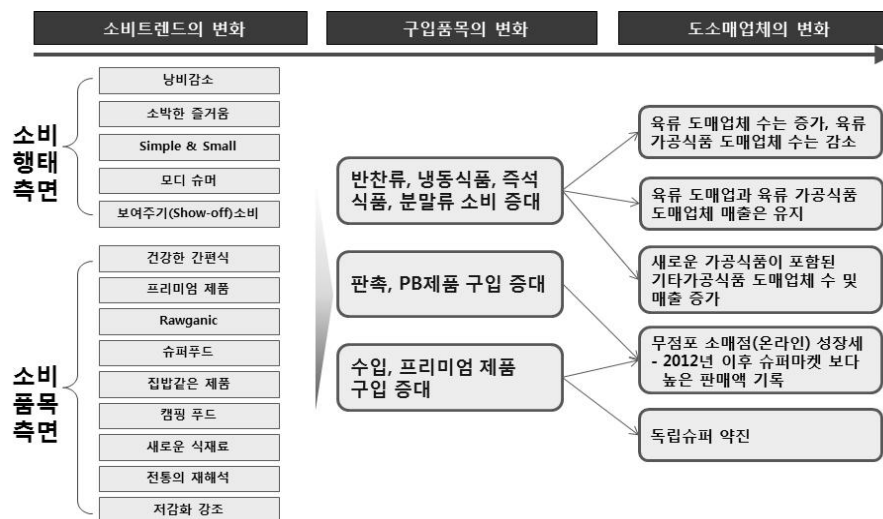 소비트렌드의 변화
구입품목의 변화
도소매업체의 변화
소비
행태
측면
낭비감소
소박한 즐거움
Simple & Small
모디 슈머
보여주기(Show-off)소비
소비
품목
측면
건강한 간편식
프리미엄 제품
Rawganic
슈퍼푸드
집밥같은 제품
캠핑 푸드
새로운 식재료
전통의 재해석
저감화 강조
반찬류, 냉동식품, 즉석
식품, 분말류 소비 증대
판촉, PB제품 구입 증대
수입, 프리미엄 제품
구입 증대
육류 도매업체 수는 증가, 육류
가공식품 도매업체 수는 감소
육류 도매업과 육류 가공식품
도매업체 매출은 유지
새로운 가공식품이 포함된
기타가공식품 도매업체 수 및
매출 증가
무점포 소매점(온라인) 성장세
- 2012년 이후 슈퍼마켓 보다
높은 판매액 기록
독립슈퍼 약진